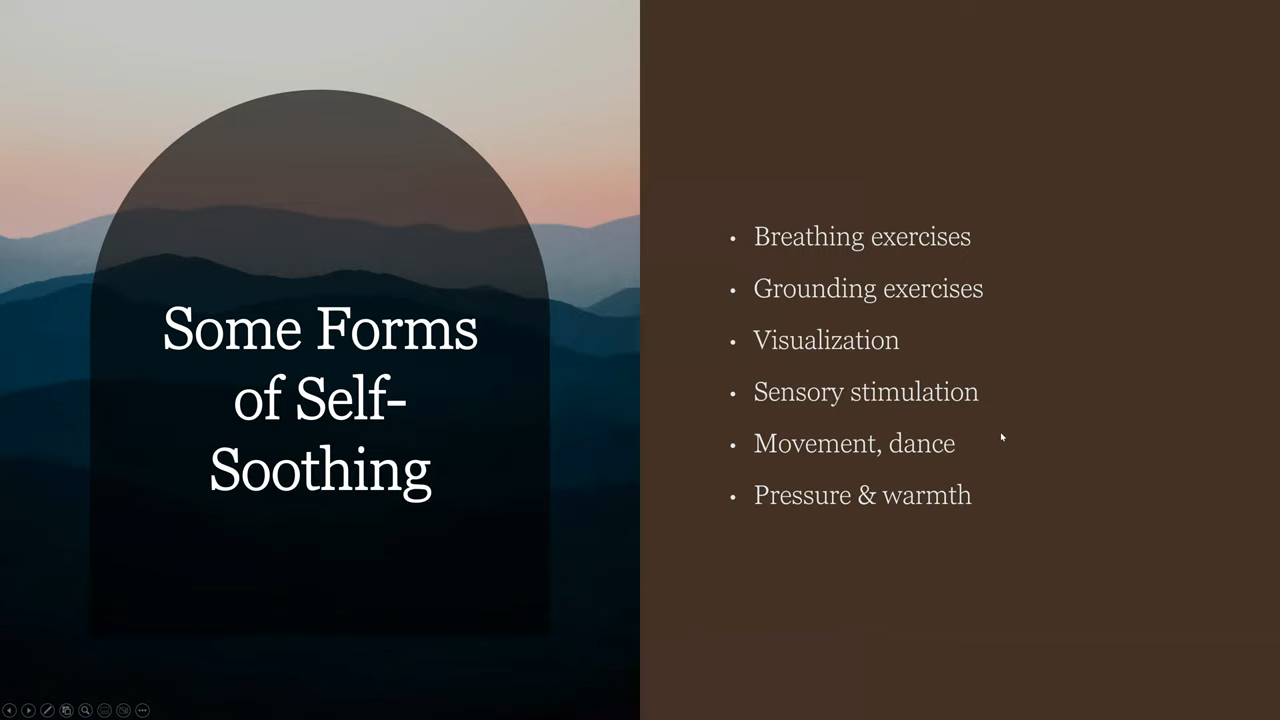 Some Forms
of Self-
Soothing
• Breathing exercises
• Grounding exercises
• Visualization
• Sensory stimulation
• Movement, dance
• Pressure & warmth